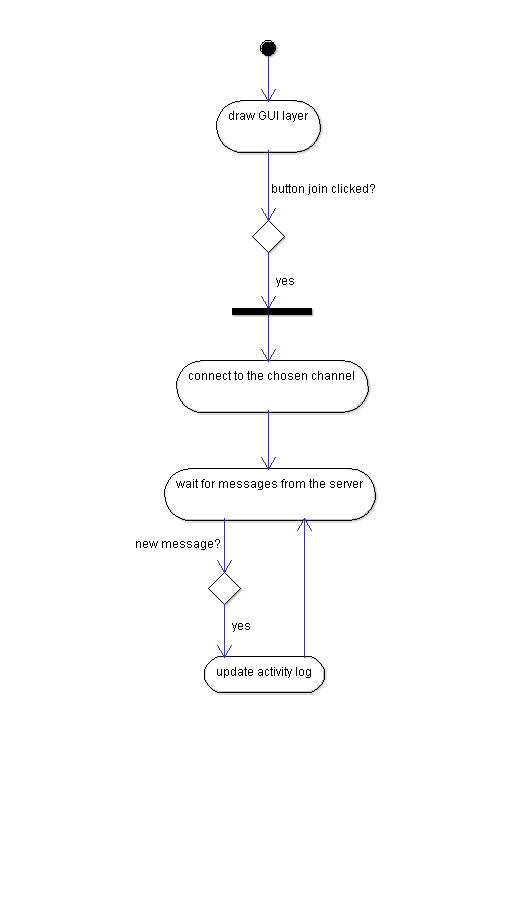 draw GUI layer
button join clicked?
yes
connect to the chosen channel
wait for messages from the server
new message?
yes
update activity log